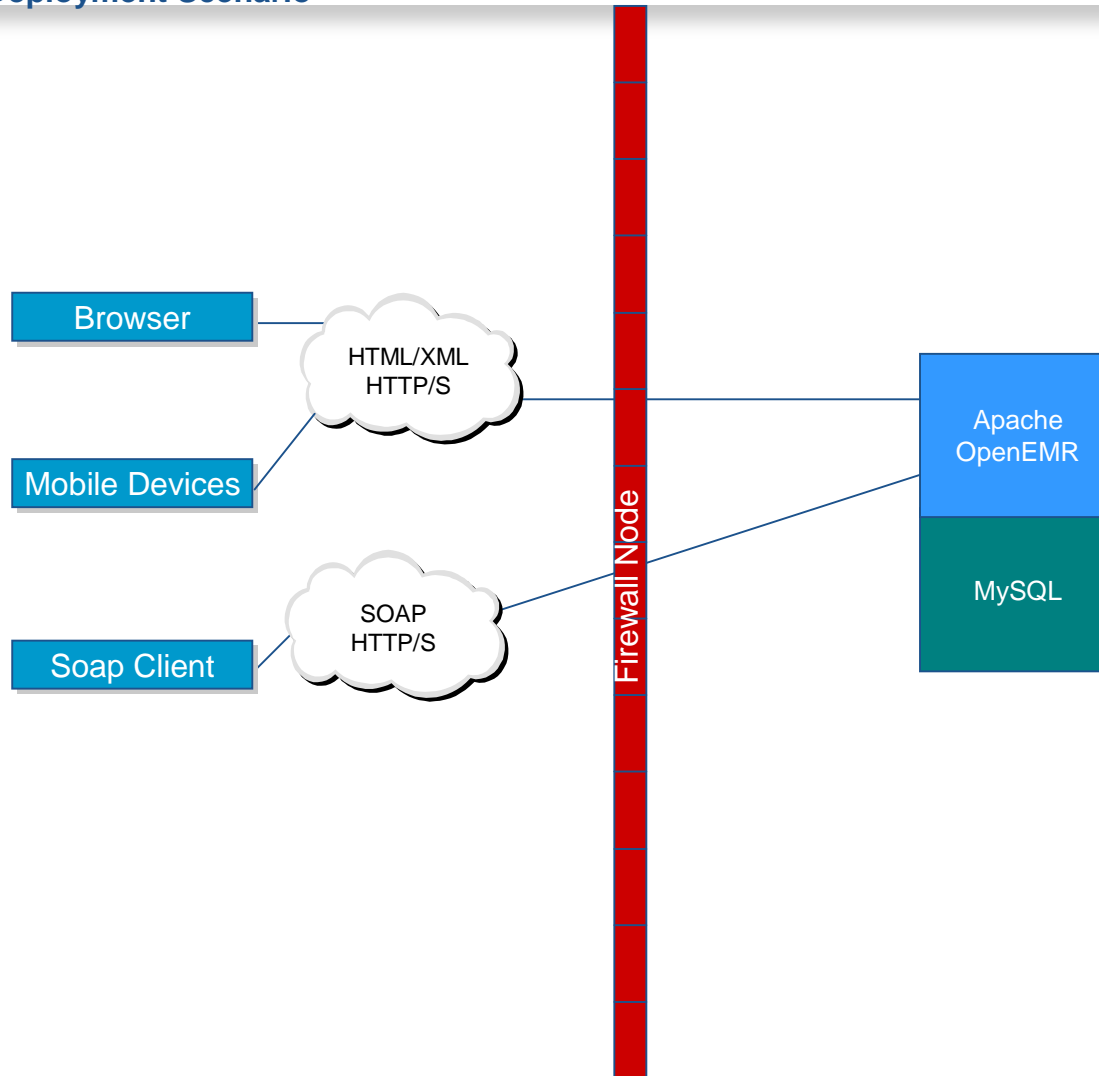 Deployment Scenario
Browser
HTML/XML
HTTP/S
Mobile Devices
Apache
OpenEMR
Firewall Node
MySQL
SOAP
HTTP/S
Soap Client